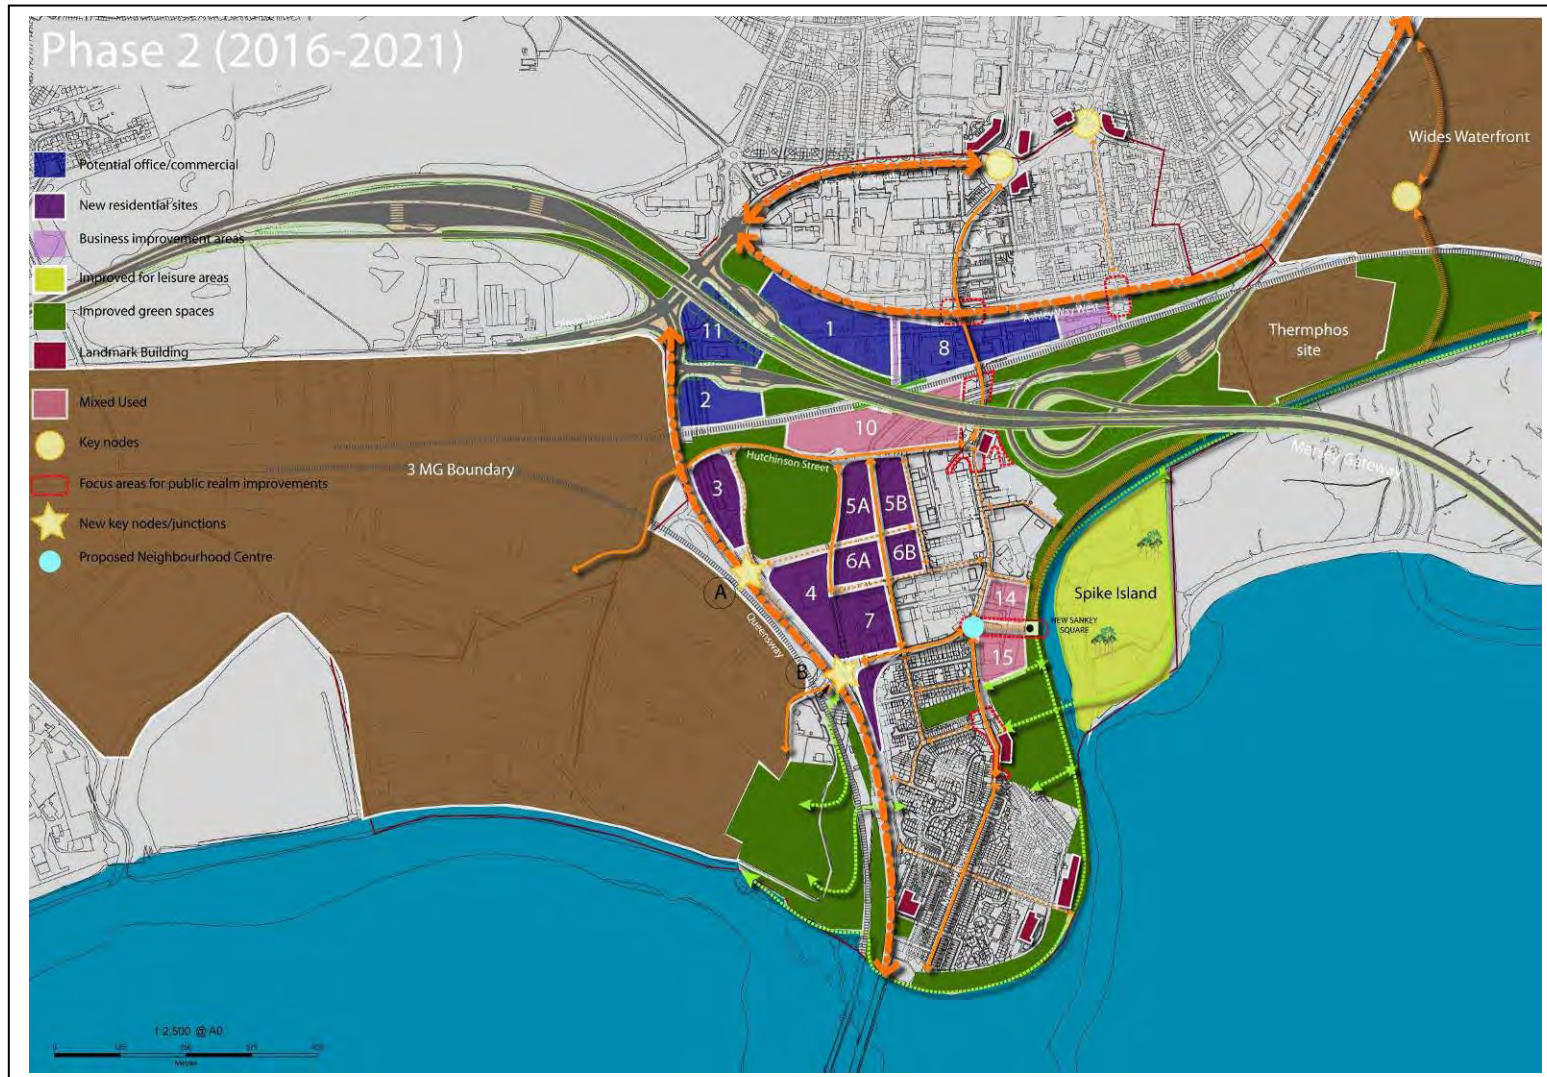 Phase 2 (2016-2021)
Potential office/commercial
New residential sites
Business improvement areas
Improved for leisure areas
Improved green spaces
Landmark Building
Mixed Used
Key nodes
Focus areas for public realm improvements
New key nodes/junctions
Proposed Neighbourhood Centre
Wides Waterfront
Thermphos
site
Ashley Way West
11
1
8
2
10
Mersey Gateway
3 MG Boundary
Hutchinson Street
3
5A
5B
6A
6B
4
7
A
B
Queensway
14
15
NEW SANKEY
SQUARE
Spike Island
1:2,500 @ A0